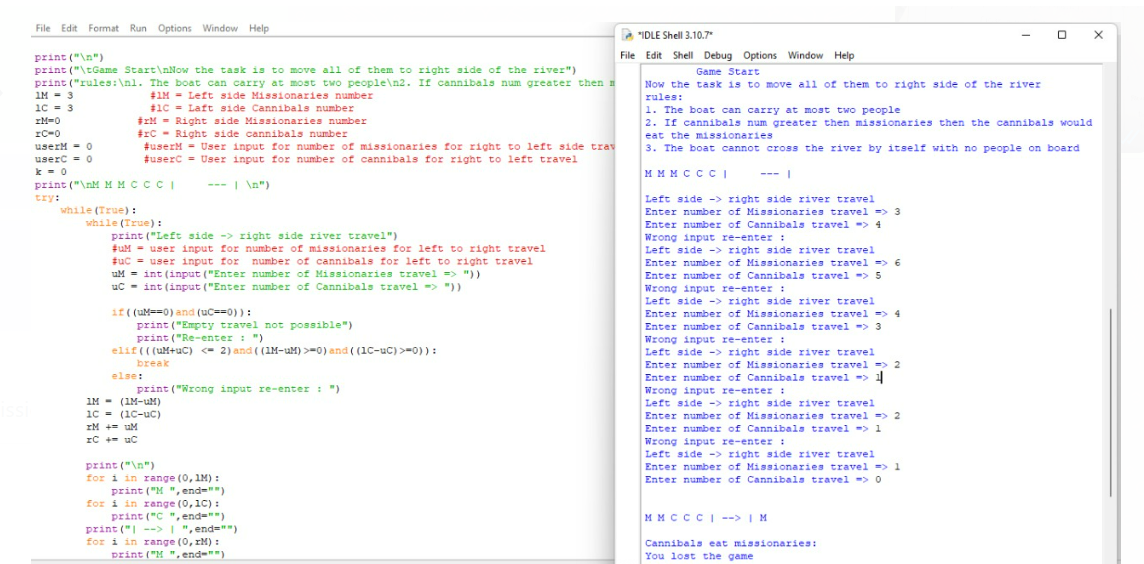 File Edit Format Run Options Window Help
print("\n")
print("\tGame Start\nNow the task is to move all of them to right side of the river")
print("rules:\n1. The boat can carry at most two people\n2. If cannibals num greater then
lM = 3 #lM = Left side Missionaries number
lC = 3 #lC = Laft side Cannibals number
rM=0 #rM = Right side Missionaries number
rC=0 #rC = Right side cannibals number
userM = 0 #userM = User input for number of missionaries for right to left side
userC = 0 #userC = User input for number of cannibals for right to left travel
k = 0
print("\nM M M C C C | --- | \n")
try:
while(True):
while(True):
print("Left side -> right side river travel")
#uM = user input for number of missionaries for left to right travel
#uC = user input for number of cannibals for left to right travel
uM = int(input("Enter number of Missionaries travel => "))
uC = int(input("Enter number of Cannibals travel => "))
if((uM==0)and(uC==0)):
print("Empty travel not possible")
print("Re-enter : ")
elif(((uM+uC) <= 2)and((lM-uM)>=0)and((lC-uC)>=0)):
break
else:
print("Wrong input re-enter : ")
lM = (lM-uM)
lC = (lC-uC)
rM += uM
rC += uC
print("\n")
for i in range(0,lM):
print("M ",end="")
for i in range(0,lC):
print("C ",end="")
print("| --> | ",end="")
for i in range(0,rM):
print("M ",end="")
*IDLE Shell 3.10.7*
File Edit Shell Debug Options Window Help
Game Start
Now the task is to move all of them to right side of the river
rules:
1. The boat can carry at most two people
2. If cannibals num greater then missionaries then the cannibals would
eat the missionaries
3. The boat cannot cross the river by itself with no people on board
M M M C C C | --- |
Left side -> right side river travel
Enter number of Missionaries travel => 3
Enter number of Cannibals travel => 4
Wrong input re-enter :
Left side -> right side river travel
Enter number of Missionaries travel => 6
Enter number of Cannibals travel => 5
Wrong input re-enter :
Left side -> right side river travel
Enter number of Missionaries travel => 4
Enter number of Cannibals travel => 3
Wrong input re-enter :
Left side -> right side river travel
Enter number of Missionaries travel => 2
Enter number of Cannibals travel => 1
Wrong input re-enter :
Left side -> right side river travel
Enter number of Missionaries travel => 2
Enter number of Cannibals travel => 1
Wrong input re-enter :
Left side -> right side river travel
Enter number of Missionaries travel => 1
Enter number of Cannibals travel => 0
M M C C C | --> | M
Cannibals eat missionaries:
You lost the game